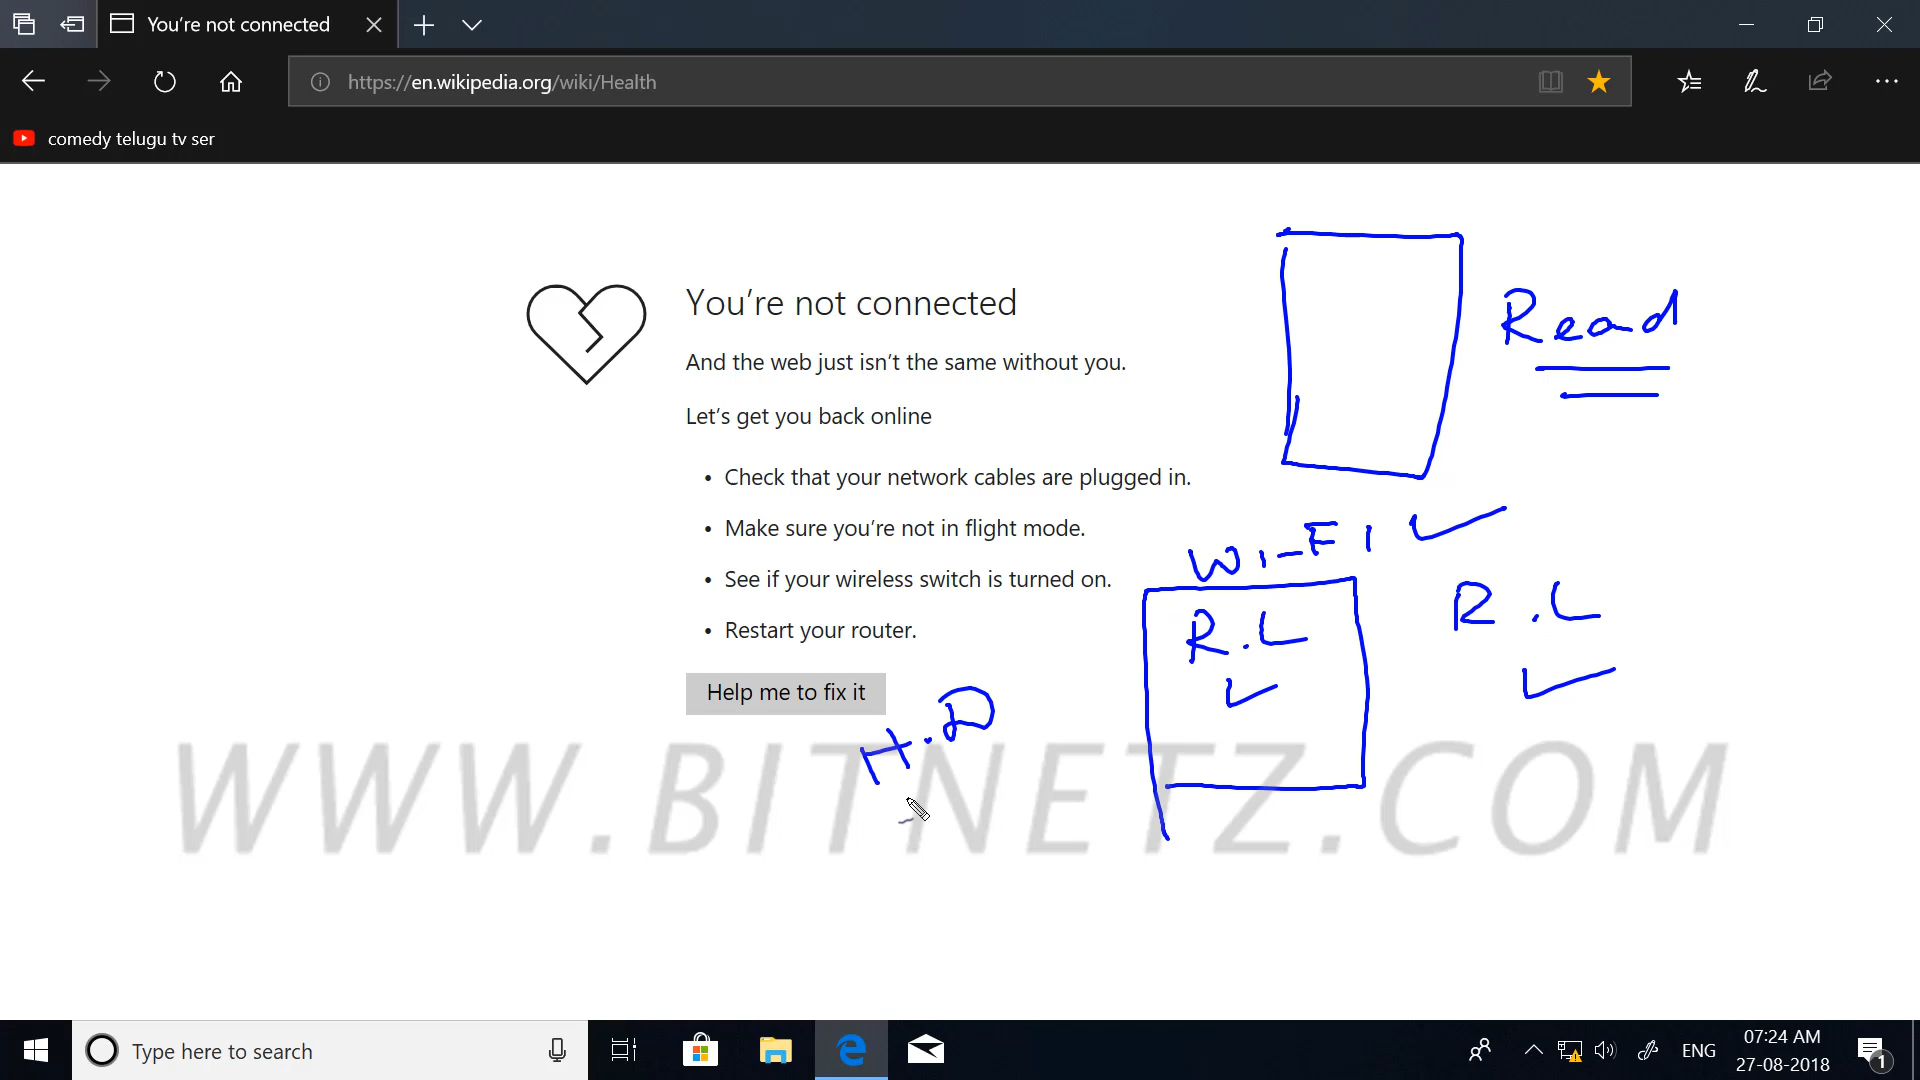 You're not connected
https://en.wikipedia.org/wiki/Health
comedy telugu tv ser
You're not connected
And the web just isn't the same without you.
Let's get you back online
• Check that your network cables are plugged in.
• Make sure you're not in flight mode.
• See if your wireless switch is turned on.
• Restart your router.
Help me to fix it
Read
WI-FI
R.L
R.L
H.D
WWW.BITNETZ.COM
Type here to search
ENG
07:24 AM
27-08-2018
1